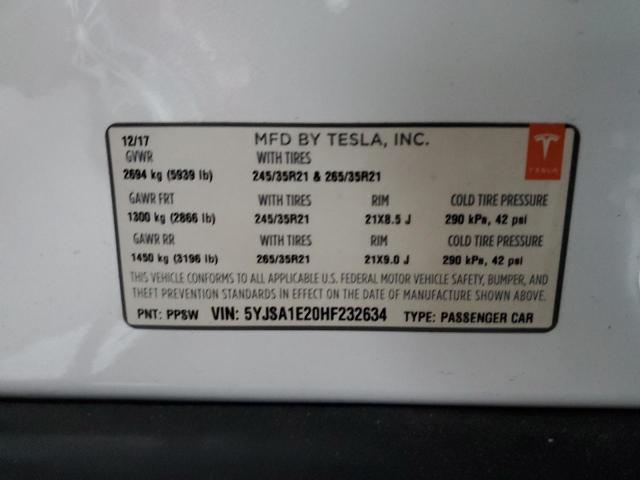 12/17 MFD BY TESLA, INC.
GVWR WITH TIRES
2694 kg (5939 lb) 245/35R21 & 265/35R21
TESLA
GAWR FRT WITH TIRES RIM COLD TIRE PRESSURE
1300 kg (2866 lb) 245/35R21 21X8.5 J 290 kPa, 42 psi
GAWR RR WITH TIRES RIM COLD TIRE PRESSURE
1450 kg (3196 lb) 265/35R21 21X9.0 J 290 kPa, 42 psi
THIS VEHICLE CONFORMS TO ALL APPLICABLE U.S. FEDERAL MOTOR VEHICLE SAFETY, BUMPER, AND
THEFT PREVENTION STANDARDS IN EFFECT ON THE DATE OF MANUFACTURE SHOWN ABOVE.
PNT: PPSW VIN: 5YJSA1E20HF232634 TYPE: PASSENGER CAR